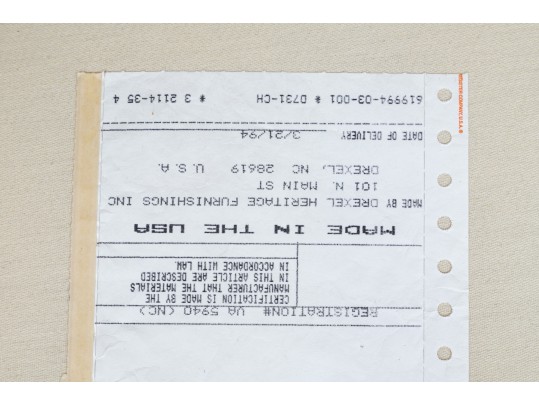 REGISTRATION# VA 5940 (NC)
CERTIFICATION IS MADE BY THE
MANUFACTURER THAT THE MATERIALS
IN THIS ARTICLE ARE DESCRIBED
IN ACCORDANCE WITH LAW.
MADE IN THE USA
MADE BY DREXEL HERITAGE FURNISHINGS INC
101 N. MAIN ST
DREXEL, NC 28619 U.S.A.
DATE OF DELIVERY 3/21/94
619994-03-001 * D731-CH * 3 2114-35 4